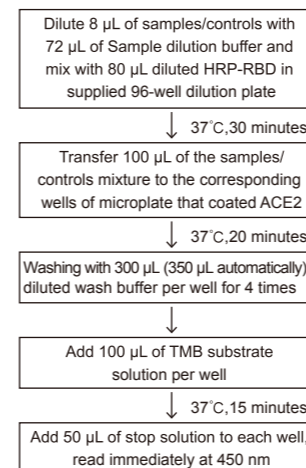 Dilute 8 µL of samples/controls with
72 µL of Sample dilution buffer and
mix with 80 µL diluted HRP-RBD in
supplied 96-well dilution plate
37℃,30 minutes
Transfer 100 µL of the samples/
controls mixture to the corresponding
wells of microplate that coated ACE2
37℃,20 minutes
Washing with 300 µL (350 µL automatically)
diluted wash buffer per well for 4 times
Add 100 µL of TMB substrate
solution per well
37℃,15 minutes
Add 50 µL of stop solution to each well,
read immediately at 450 nm